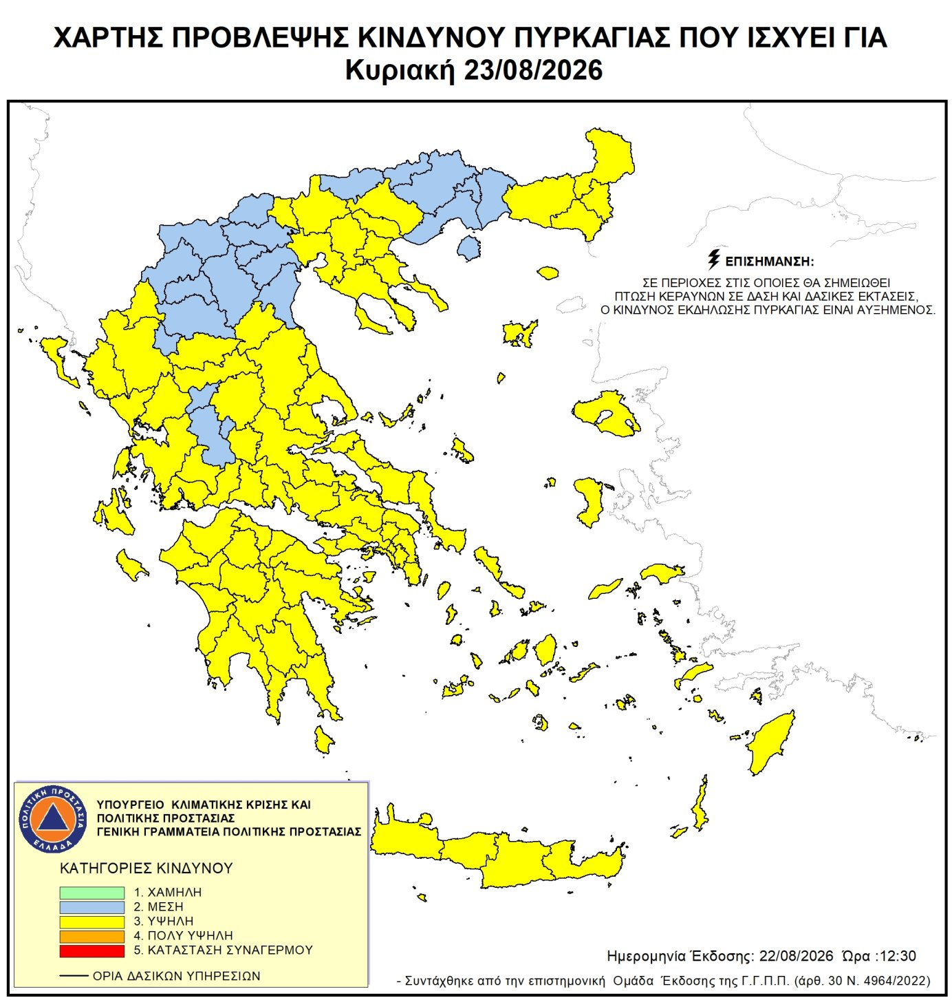 ΧΑΡΤΗΣ ΠΡΟΒΛΕΨΗΣ ΚΙΝΔΥΝΟΥ ΠΥΡΚΑΓΙΑΣ ΠΟΥ ΙΣΧΥΕΙ ΓΙΑ
Κυριακή 23/08/2026
ΕΠΙΣΗΜΑΝΣΗ:
ΣΕ ΠΕΡΙΟΧΕΣ ΣΤΙΣ ΟΠΟΙΕΣ ΘΑ ΣΗΜΕΙΩΘΕΙ
ΠΤΩΣΗ ΚΕΡΑΥΝΩΝ ΣΕ ΔΑΣΗ ΚΑΙ ΔΑΣΙΚΕΣ ΕΚΤΑΣΕΙΣ,
Ο ΚΙΝΔΥΝΟΣ ΕΚΔΗΛΩΣΗΣ ΠΥΡΚΑΓΙΑΣ ΕΙΝΑΙ ΑΥΞΗΜΕΝΟΣ.
ΠΟΛΙΤΙΚΗ ΠΡΟΣΤΑΣΙΑ
ΕΛΛΑΔΑ
ΥΠΟΥΡΓΕΙΟ ΚΛΙΜΑΤΙΚΗΣ ΚΡΙΣΗΣ ΚΑΙ
ΠΟΛΙΤΙΚΗΣ ΠΡΟΣΤΑΣΙΑΣ
ΓΕΝΙΚΗ ΓΡΑΜΜΑΤΕΙΑ ΠΟΛΙΤΙΚΗΣ ΠΡΟΣΤΑΣΙΑΣ
ΚΑΤΗΓΟΡΙΕΣ ΚΙΝΔΥΝΟΥ
1. ΧΑΜΗΛΗ
2. ΜΕΣΗ
3. ΥΨΗΛΗ
4. ΠΟΛΥ ΥΨΗΛΗ
5. ΚΑΤΑΣΤΑΣΗ ΣΥΝΑΓΕΡΜΟΥ
ΟΡΙΑ ΔΑΣΙΚΩΝ ΥΠΗΡΕΣΙΩΝ
Ημερομηνία Έκδοσης: 22/08/2026 Ώρα :12:30
- Συντάχθηκε από την επιστημονική Ομάδα Έκδοσης της Γ.Γ.Π.Π. (άρθ. 30 Ν. 4964/2022)